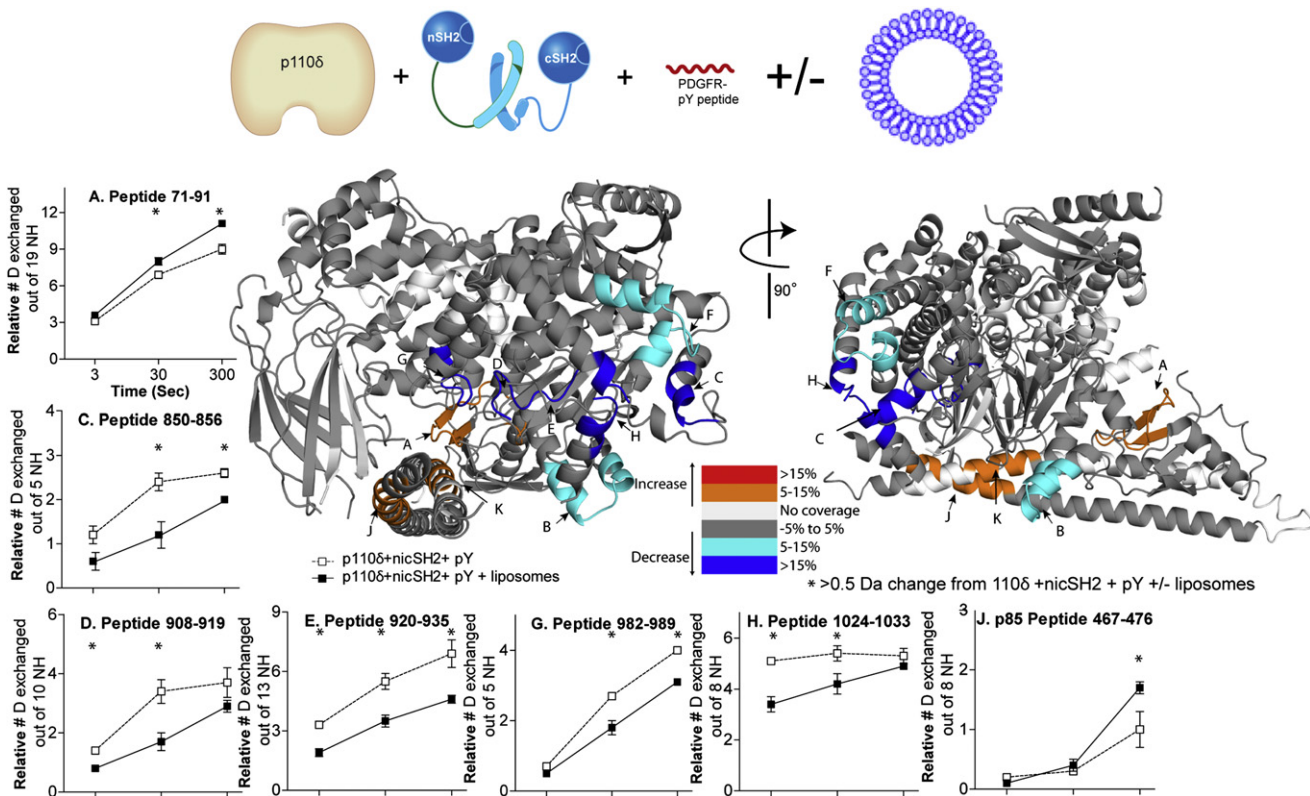 p110δ
+
nSH2
cSH2
+
PDGFR-
pY peptide
+/-
A. Peptide 71-91
Relative # D exchanged
out of 19 NH
12
9
6
3
0
* *
3 30 300
Time (Sec)
90°
F
G
D
C
A
E
H
J
K
B
F
H
C
A
J
K
B
C. Peptide 850-856
Relative # D exchanged
out of 5 NH
5
4
3
2
1
0
* *
Increase
Decrease
>15%
5-15%
No coverage
-5% to 5%
5-15%
>15%
p110δ+nicSH2+ pY
p110δ+nicSH2+ pY + liposomes
* >0.5 Da change from 110δ +nicSH2 + pY +/- liposomes
D. Peptide 908-919
Relative # D exchanged
out of 10 NH
6
4
2
0
* *
E. Peptide 920-935
Relative # D exchanged
out of 13 NH
9
6
3
0
* * *
G. Peptide 982-989
Relative # D exchanged
out of 5 NH
4
2
0
* *
H. Peptide 1024-1033
Relative # D exchanged
out of 8 NH
6
4
2
0
* *
J. p85 Peptide 467-476
Relative # D exchanged
out of 8 NH
3
2
1
0
*